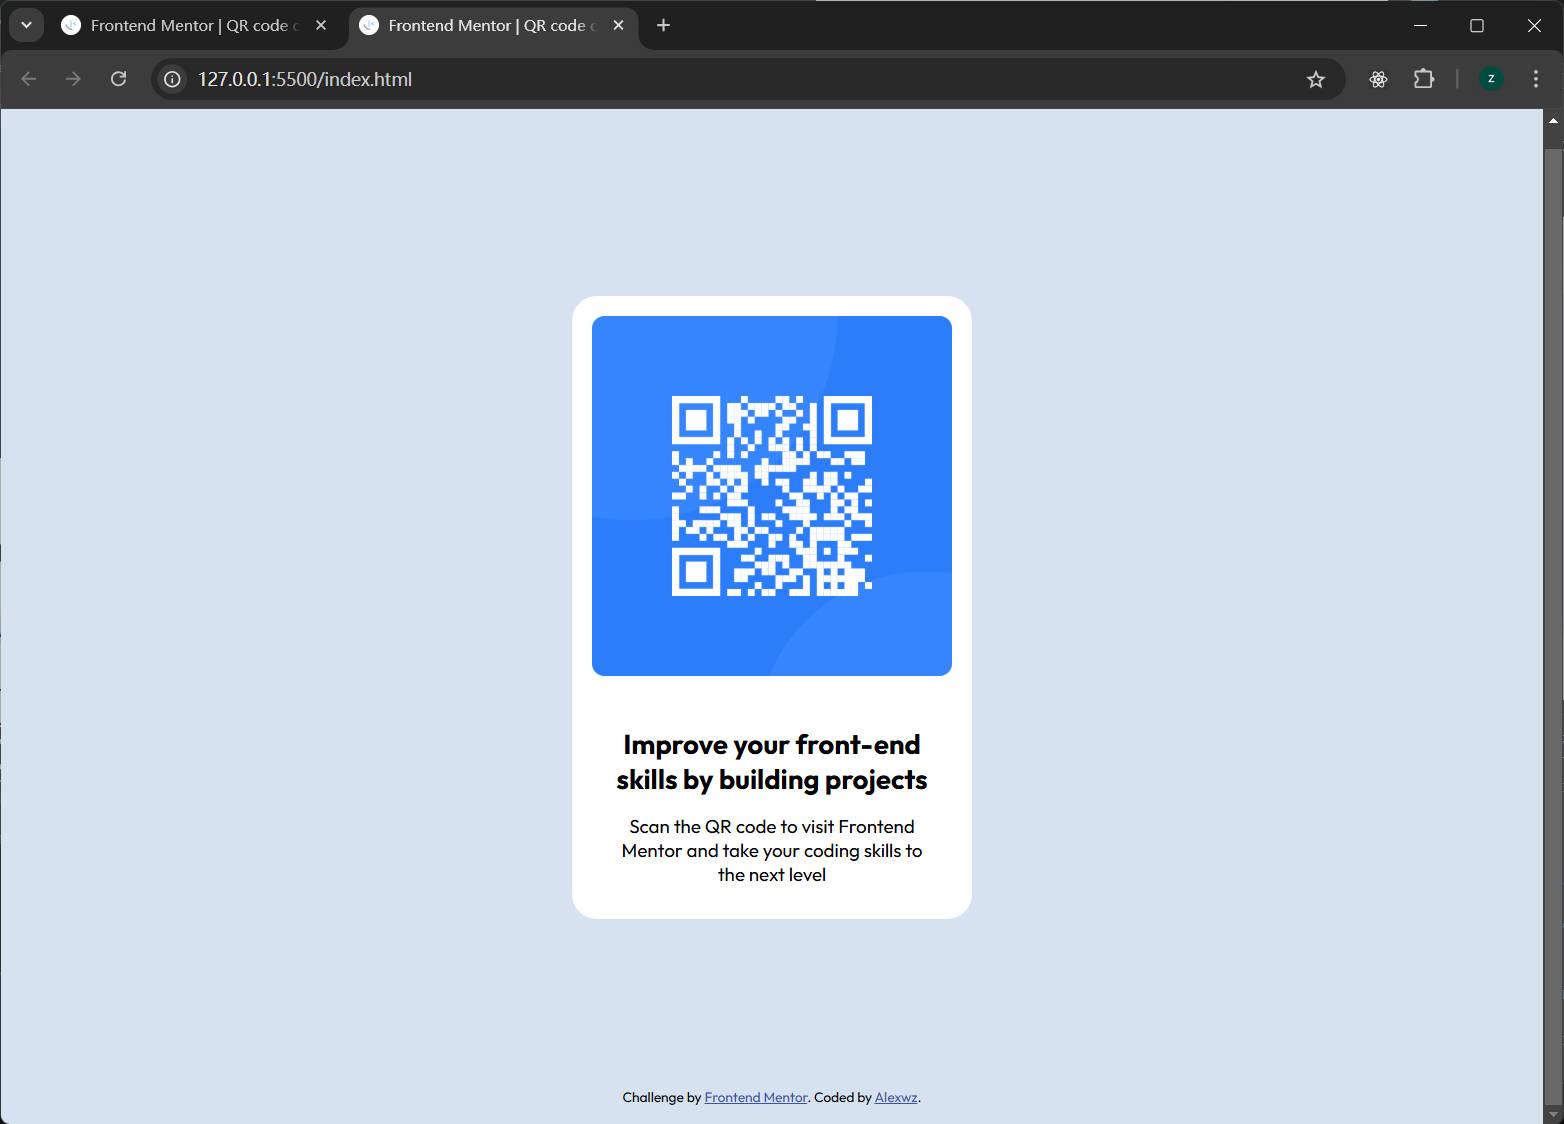 Frontend Mentor | QR code
Frontend Mentor | QR code
127.0.0.1:5500/index.html
z
Improve your front-end
skills by building projects
Scan the QR code to visit Frontend
Mentor and take your coding skills to
the next level
Challenge by Frontend Mentor. Coded by Alexwz.